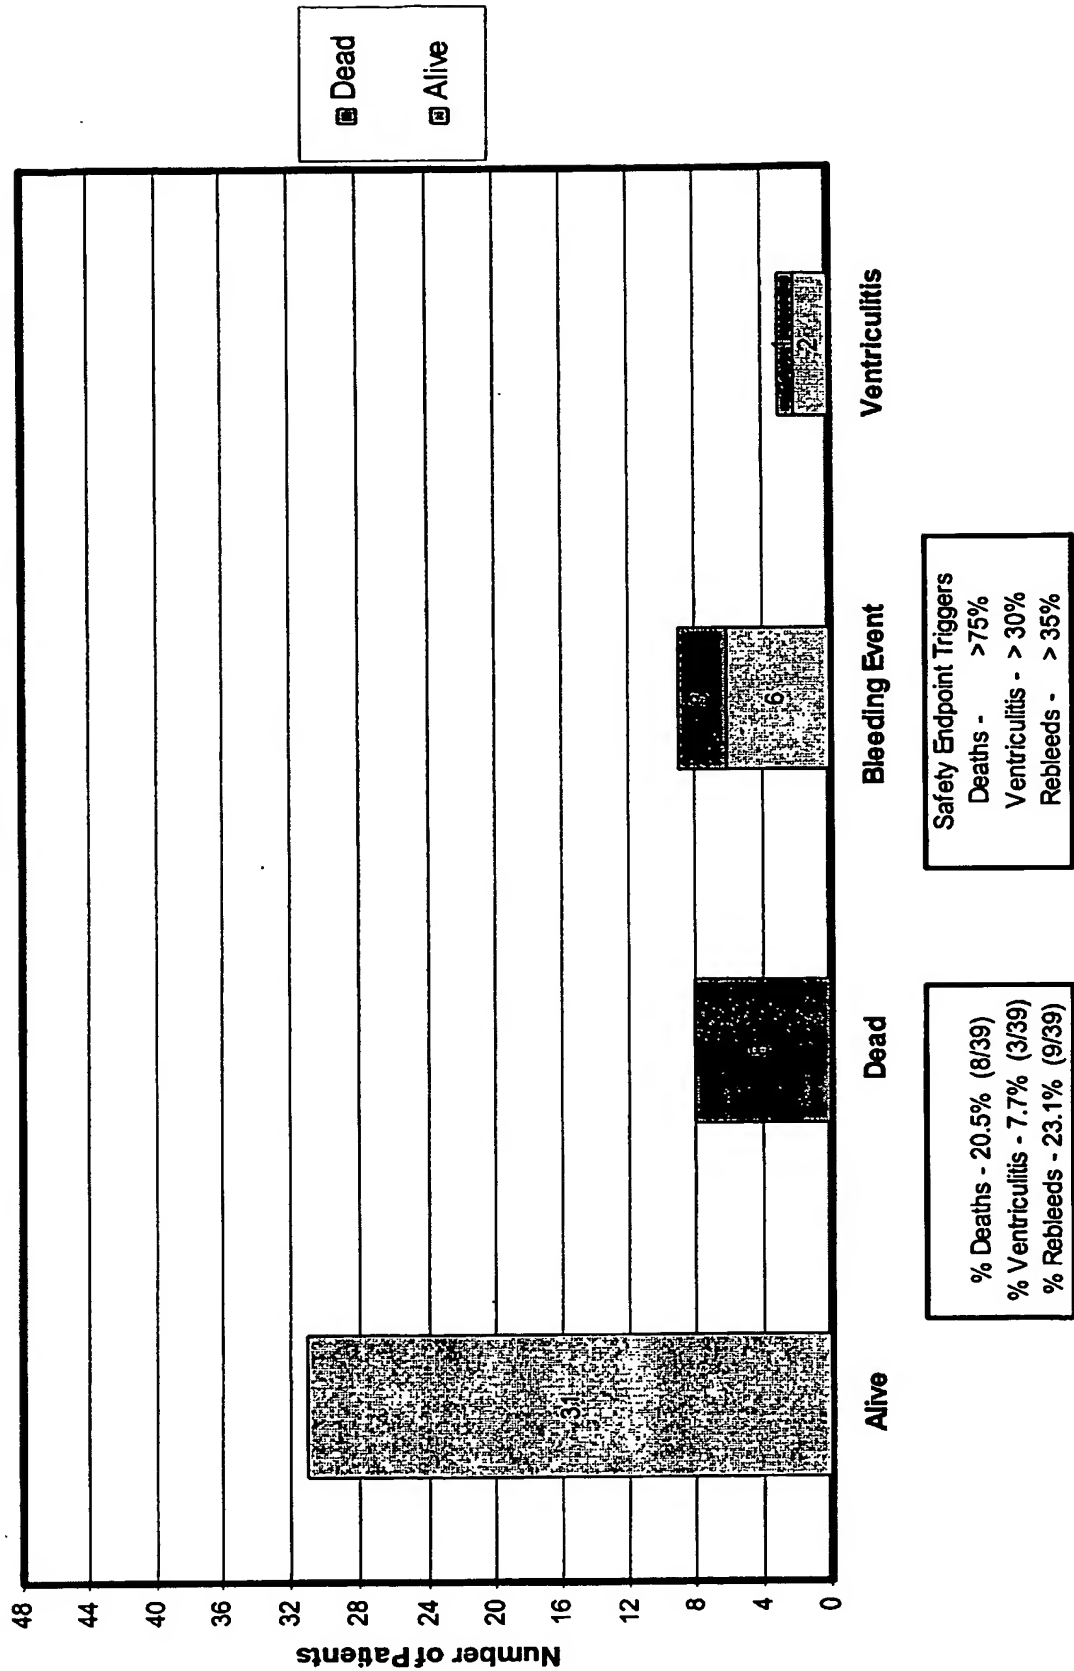 Dead
Alive
Number of Patients
48
44
40
36
32
28
24
20
16
12
8
4
0
31
6
2
Alive
Dead
Bleeding Event
Ventriculitis
% Deaths - 20.5% (8/39)
% Ventriculitis - 7.7% (3/39)
% Rebleeds - 23.1% (9/39)
Safety Endpoint Triggers
Deaths - >75%
Ventriculitis - > 30%
Rebleeds - > 35%